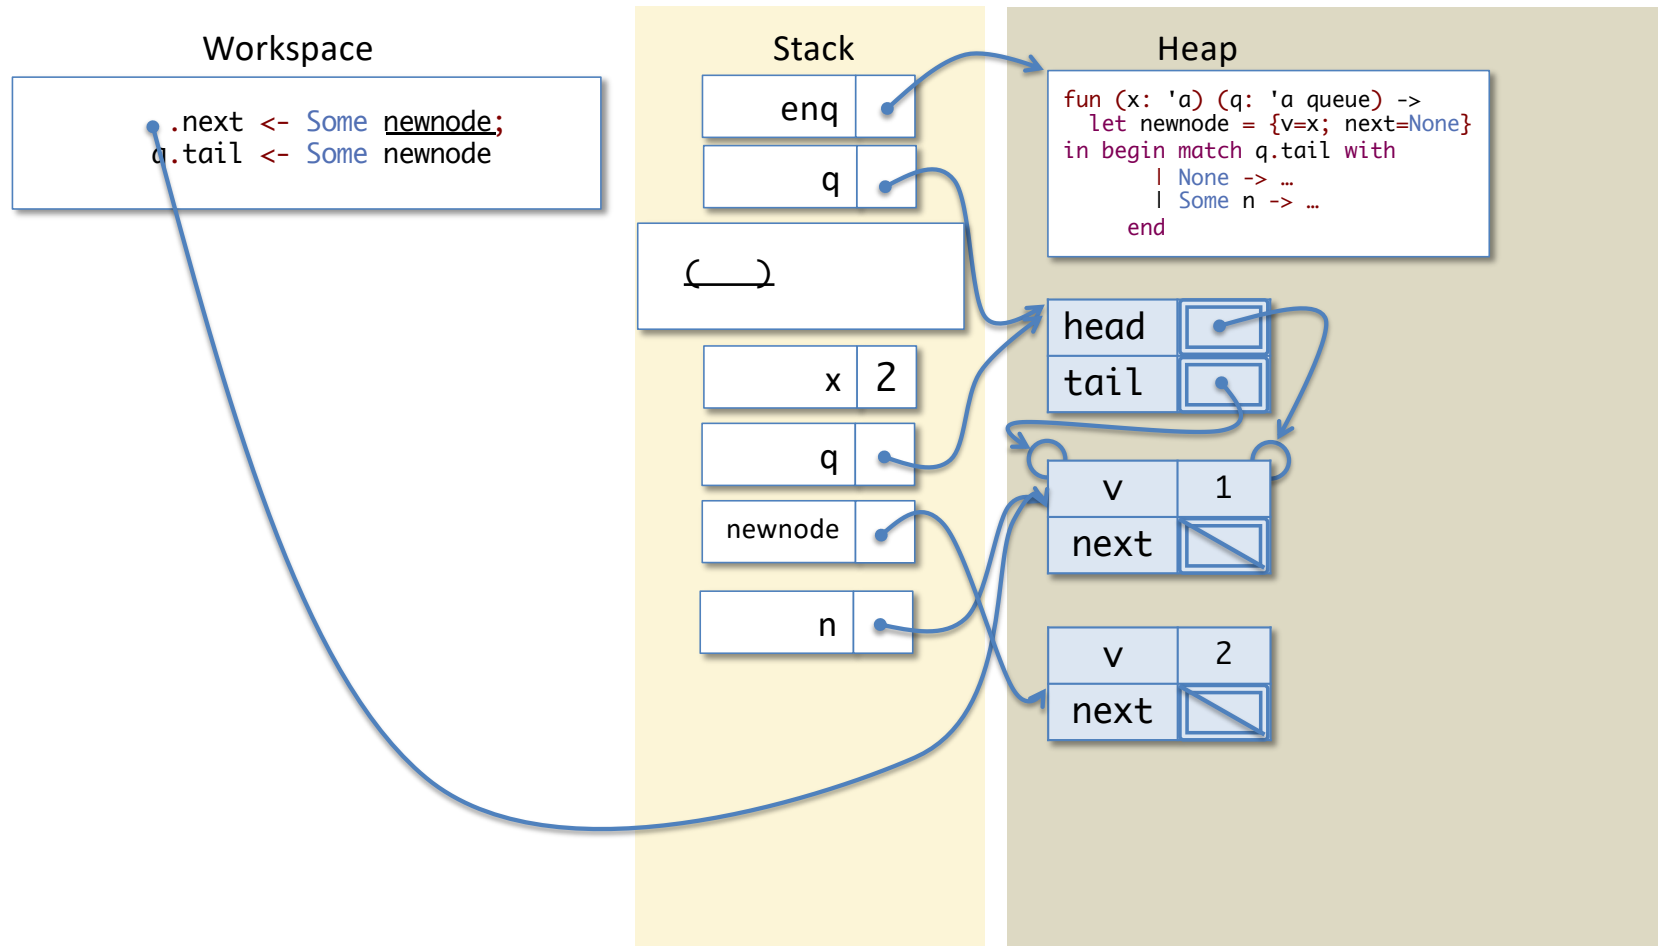 Workspace
.next <- Some newnode;
q.tail <- Some newnode
Stack
enq
q
(____)
x 2
q
newnode
n
Heap
fun (x: 'a) (q: 'a queue) ->
let newnode = {v=x; next=None}
in begin match q.tail with
| None -> …
| Some n -> …
end
head
tail
v 1
next
v 2
next